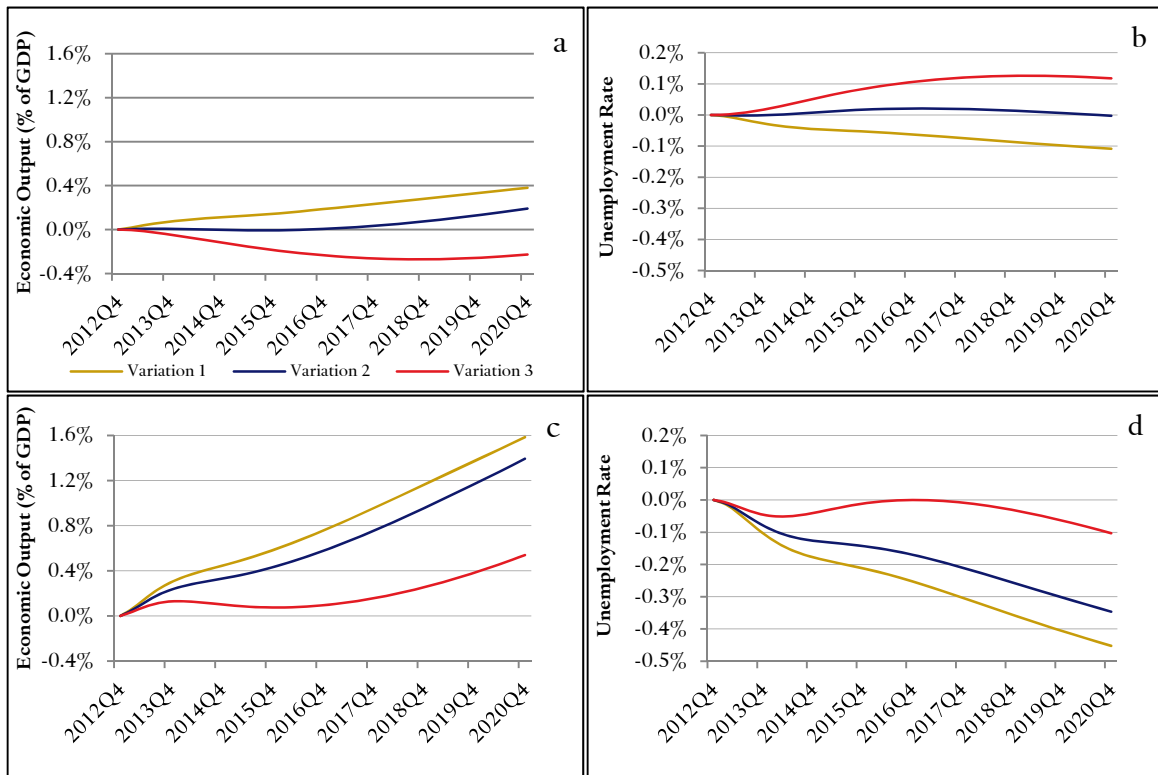 a
Economic Output (% of GDP)
1.6%
1.2%
0.8%
0.4%
0.0%
-0.4%
2012Q4
2013Q4
2014Q4
2015Q4
2016Q4
2017Q4
2018Q4
2019Q4
2020Q4
Variation 1
Variation 2
Variation 3
b
Unemployment Rate
0.2%
0.1%
0.0%
-0.1%
-0.2%
-0.3%
-0.4%
-0.5%
2012Q4
2013Q4
2014Q4
2015Q4
2016Q4
2017Q4
2018Q4
2019Q4
2020Q4
c
Economic Output (% of GDP)
1.6%
1.2%
0.8%
0.4%
0.0%
-0.4%
2012Q4
2013Q4
2014Q4
2015Q4
2016Q4
2017Q4
2018Q4
2019Q4
2020Q4
d
Unemployment Rate
0.2%
0.1%
0.0%
-0.1%
-0.2%
-0.3%
-0.4%
-0.5%
2012Q4
2013Q4
2014Q4
2015Q4
2016Q4
2017Q4
2018Q4
2019Q4
2020Q4